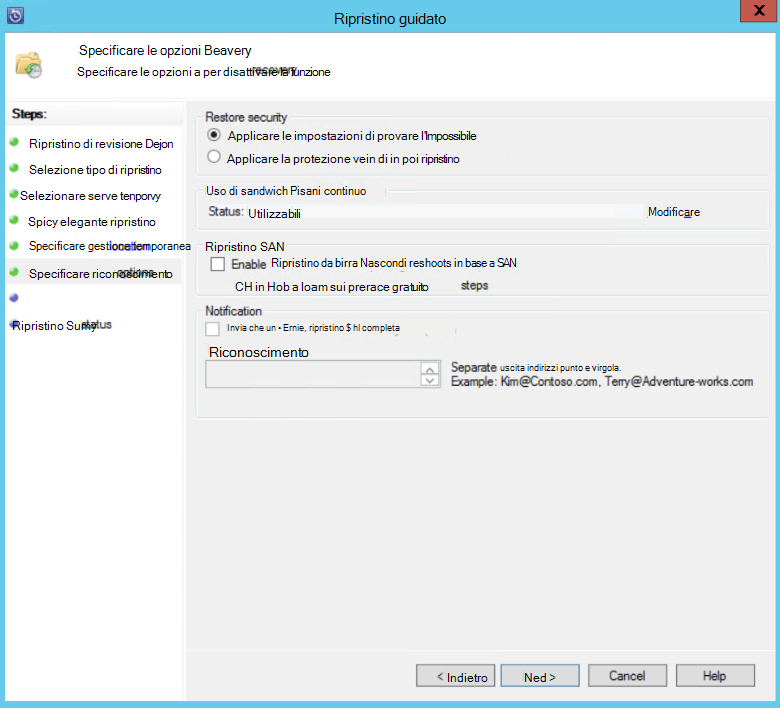 Ripristino guidato
X
Specificare le opzioni Beavery
Specificare le opzioni a per disattivare la funzione
Steps:
Ripristino di revisione Dejon
Selezione tipo di ripristino
Selezionare serve tenporvy
Spicy elegante ripristino
Specificare gestione temporanea
Specificare riconoscimento
Ripristino Sumy status
Restore security
Applicare le impostazioni di provare l'Impossibile
Applicare la protezione vein di in poi ripristino
Uso di sandwich Pisani continuo
Status: Utilizzabili
Modificare
Ripristino SAN
Enable Ripristino da birra Nascondi reshoots in base a SAN
CH in Hob a loam sui prerace gratuito steps
Notification
Invia che un • Ernie, ripristino $ hl completa
Riconoscimento
Separate uscita indirizzi punto e virgola.
Example: Kim@Contoso.com, Terry@Adventure-works.com
< Indietro
Ned >
Cancel
Help